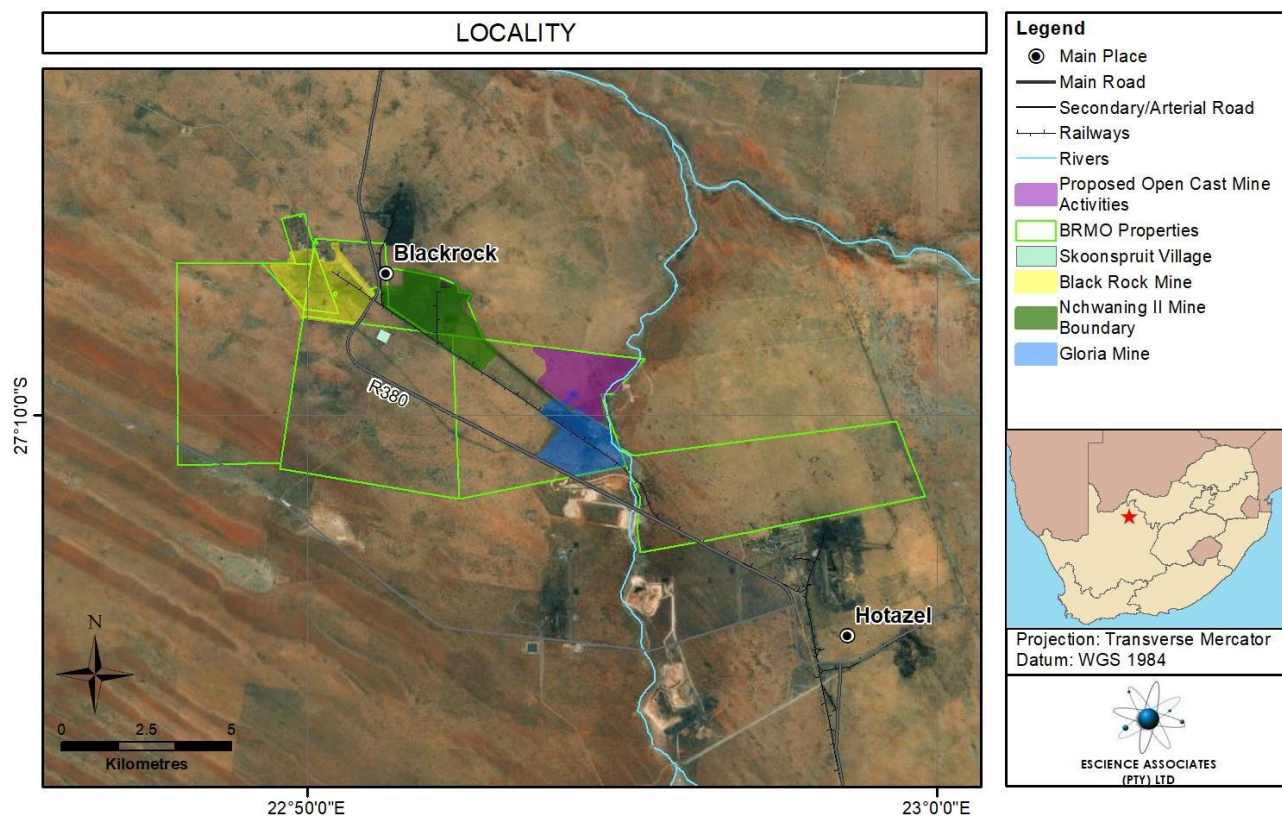 LOCALITY
Blackrock
R380
Hotazel
27°10'0"S
N
0 2.5 5
Kilometres
22°50'0"E 23°0'0"E
Legend
Main Place
Main Road
Secondary/Arterial Road
Railways
Rivers
Proposed Open Cast Mine
Activities
BRMO Properties
Skoonspruit Village
Black Rock Mine
Nchwaning II Mine
Boundary
Gloria Mine
Projection: Transverse Mercator
Datum: WGS 1984
ESCIENCE ASSOCIATES
(PTY) LTD